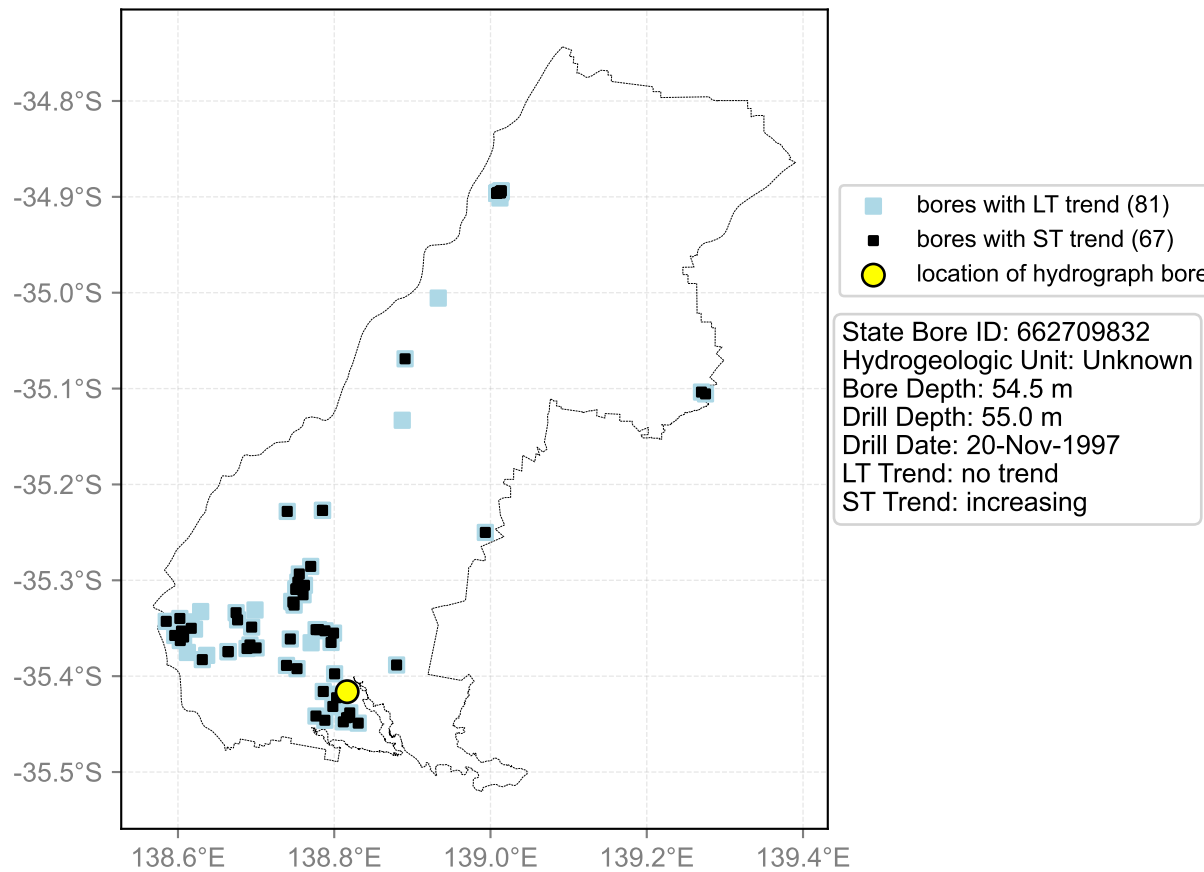 -34.8°S
-34.9°S
-35.0°S
-35.1°S
-35.2°S
-35.3°S
-35.4°S
-35.5°S
138.6°E
138.8°E
139.0°E
139.2°E
139.4°E
bores with LT trend (81)
bores with ST trend (67)
location of hydrograph bore
State Bore ID: 662709832
Hydrogeologic Unit: Unknown
Bore Depth: 54.5 m
Drill Depth: 55.0 m
Drill Date: 20-Nov-1997
LT Trend: no trend
ST Trend: increasing